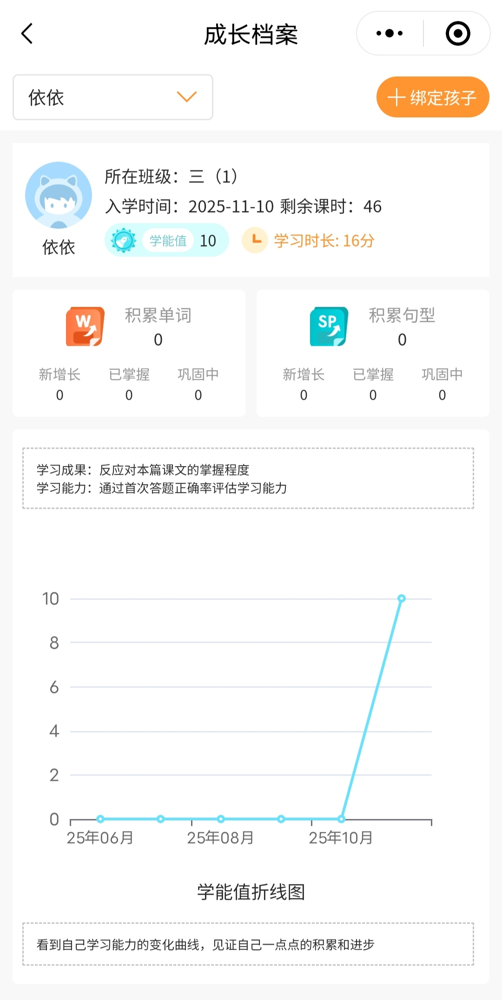 成长档案
依依
绑定孩子
所在班级：三（1）
入学时间：2025-11-10 剩余课时：46
学能值 10 学习时长: 16分
依依
W 积累单词
0
新增长 已掌握 巩固中
0 0 0
SP 积累句型
0
新增长 已掌握 巩固中
0 0 0
学习成果：反应对本篇课文的掌握程度
学习能力：通过首次答题正确率评估学习能力
10
8
6
4
2
0
25年06月 25年08月 25年10月
学能值折线图
看到自己学习能力的变化曲线，见证自己一点点的积累和进步